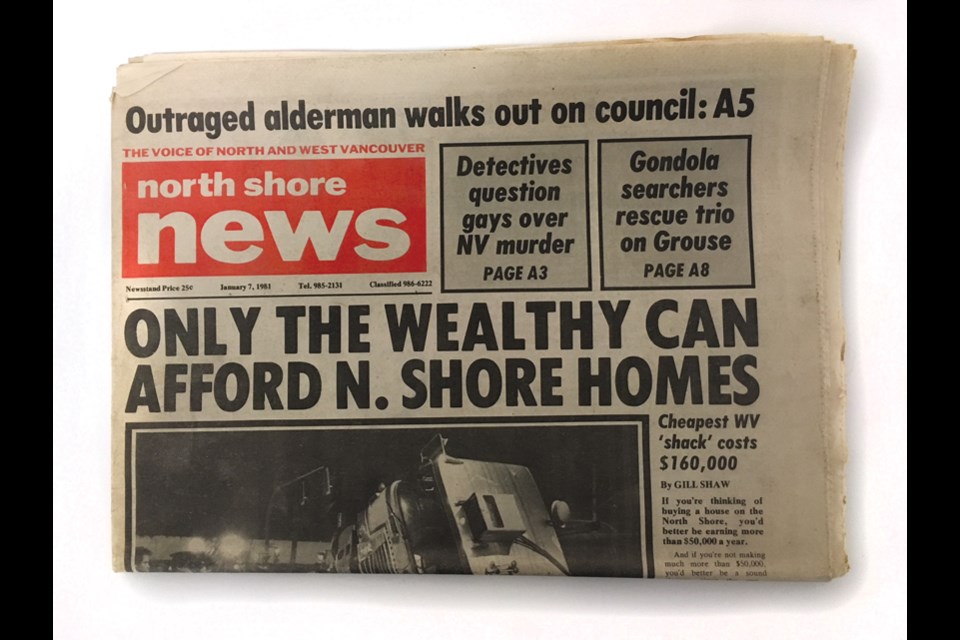 Outraged alderman walks out on council: A5
THE VOICE OF NORTH AND WEST VANCOUVER
north shore
news
Detectives
question
gays over
NV murder
PAGE A3
Gondola
searchers
rescue trio
on Grouse
PAGE A8
Newsstand Price 25¢ January 7, 1981 Tel. 985-2131 Classified 986-6222
ONLY THE WEALTHY CAN
AFFORD N. SHORE HOMES
Cheapest WV
'shack' costs
$160,000
By GILL SHAW
If you're thinking of
buying a house on the
North Shore, you'd
better be earning more
than $50,000 a year.
And if you're not making
much more than $50,000,
you'd better be a sound